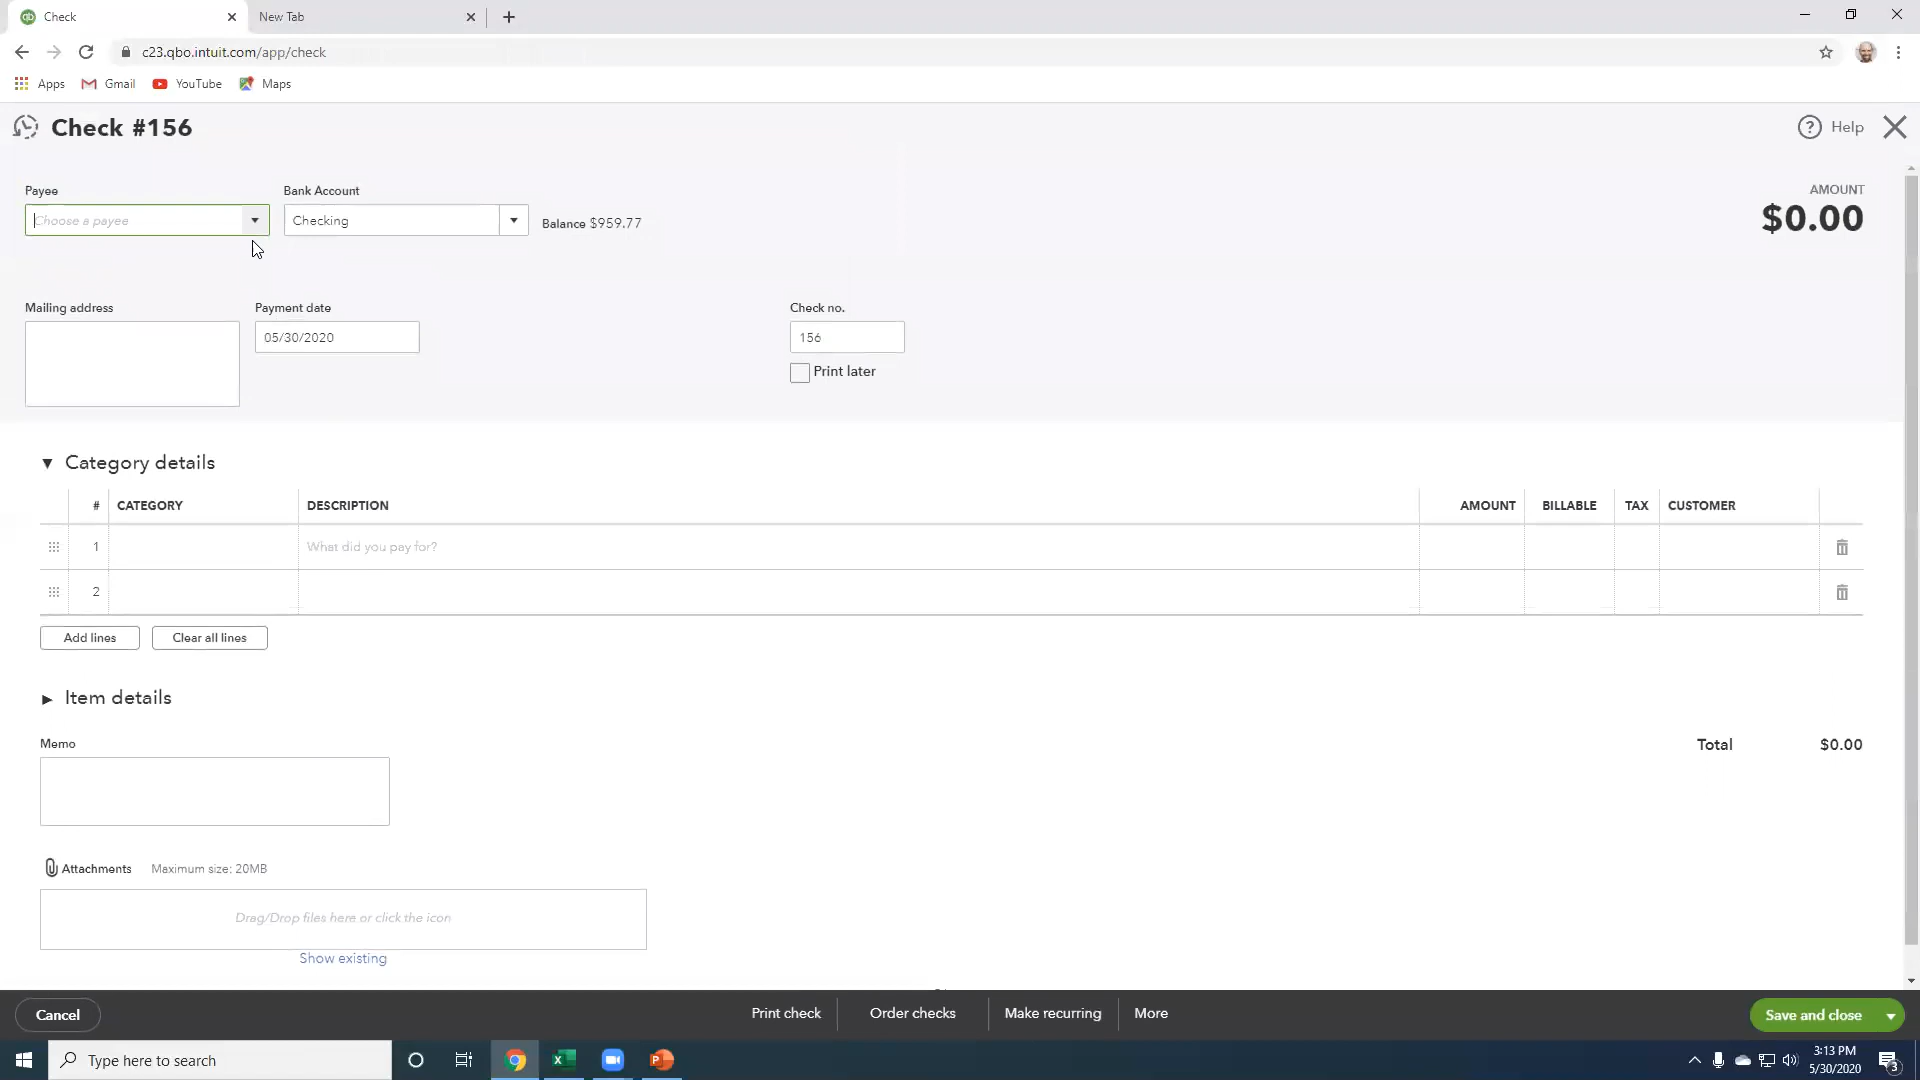 Check
New Tab
c23.qbo.intuit.com/app/check
Apps
Gmail
YouTube
Maps
Check #156
? Help
Payee
Bank Account
AMOUNT
Choose a payee
Checking
Balance $959.77
$0.00
Mailing address
Payment date
Check no.
05/30/2020
156
Print later
Category details
# CATEGORY DESCRIPTION AMOUNT BILLABLE TAX CUSTOMER
1 What did you pay for?
2
Add lines
Clear all lines
Item details
Memo
Total $0.00
Attachments Maximum size: 20MB
Drag/Drop files here or click the icon
Show existing
Cancel
Print check
Order checks
Make recurring
More
Save and close
Type here to search
3:13 PM
5/30/2020
3